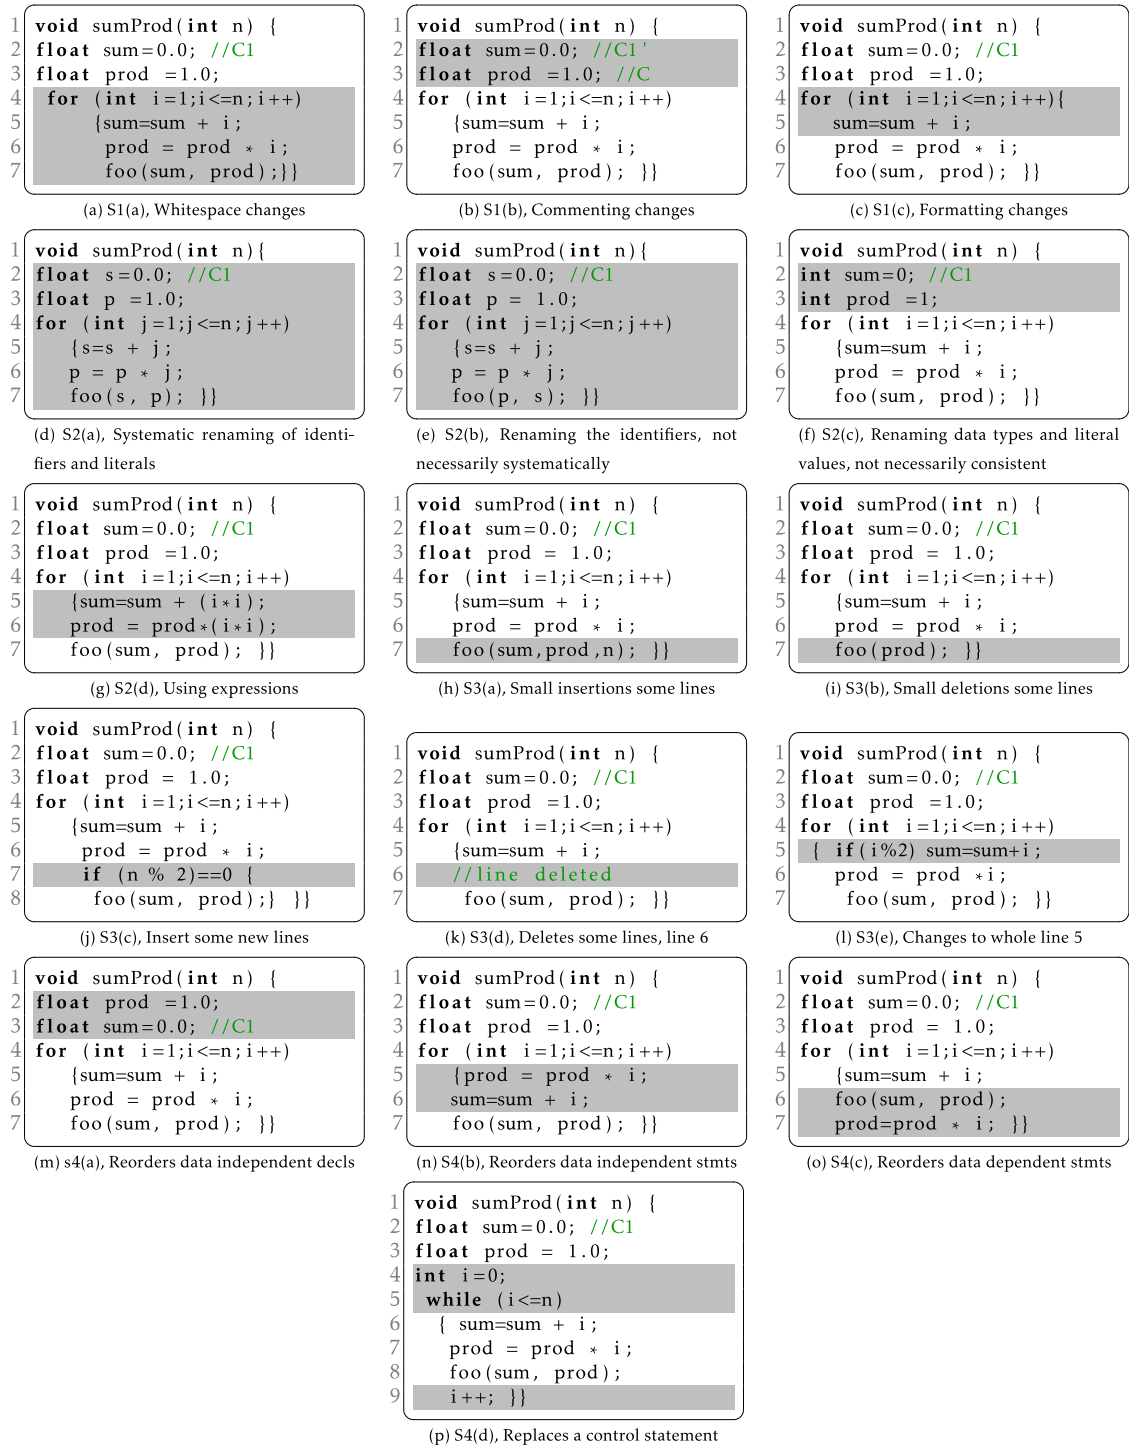 1 void sumProd(int n) {
2 float sum=0.0; //C1
3 float prod =1.0;
4 for (int i=1;i<=n;i++)
5 {sum=sum + i;
6 prod = prod * i;
7 foo(sum, prod);}}
(a) S1(a), Whitespace changes
1 void sumProd(int n) {
2 float sum=0.0; //C1'
3 float prod =1.0; //C
4 for (int i=1;i<=n;i++)
5 {sum=sum + i;
6 prod = prod * i;
7 foo(sum, prod); }}
(b) S1(b), Commenting changes
1 void sumProd(int n) {
2 float sum=0.0; //C1
3 float prod =1.0;
4 for (int i=1;i<=n;i++){
5 sum=sum + i;
6 prod = prod * i;
7 foo(sum, prod); }}
(c) S1(c), Formatting changes
1 void sumProd(int n){
2 float s=0.0; //C1
3 float p =1.0;
4 for (int j=1;j<=n;j++)
5 {s=s + j;
6 p = p * j;
7 foo(s, p); }}
(d) S2(a), Systematic renaming of identi-
fiers and literals
1 void sumProd(int n){
2 float s=0.0; //C1
3 float p = 1.0;
4 for (int j=1;j<=n;j++)
5 {s=s + j;
6 p = p * j;
7 foo(p, s); }}
(e) S2(b), Renaming the identifiers, not
necessarily systematically
1 void sumProd(int n) {
2 int sum=0; //C1
3 int prod =1;
4 for (int i=1;i<=n;i++)
5 {sum=sum + i;
6 prod = prod * i;
7 foo(sum, prod); }}
(f) S2(c), Renaming data types and literal
values, not necessarily consistent
1 void sumProd(int n) {
2 float sum=0.0; //C1
3 float prod =1.0;
4 for (int i=1;i<=n;i++)
5 {sum=sum + (i*i);
6 prod = prod*(i*i);
7 foo(sum, prod); }}
(g) S2(d), Using expressions
1 void sumProd(int n) {
2 float sum=0.0; //C1
3 float prod = 1.0;
4 for (int i=1;i<=n;i++)
5 {sum=sum + i;
6 prod = prod * i;
7 foo(sum,prod,n); }}
(h) S3(a), Small insertions some lines
1 void sumProd(int n) {
2 float sum=0.0; //C1
3 float prod = 1.0;
4 for (int i=1;i<=n;i++)
5 {sum=sum + i;
6 prod = prod * i;
7 foo(prod); }}
(i) S3(b), Small deletions some lines
1 void sumProd(int n) {
2 float sum=0.0; //C1
3 float prod = 1.0;
4 for (int i=1;i<=n;i++)
5 {sum=sum + i;
6 prod = prod * i;
7 if (n % 2)==0 {
8 foo(sum, prod);} }}
(j) S3(c), Insert some new lines
1 void sumProd(int n) {
2 float sum=0.0; //C1
3 float prod =1.0;
4 for (int i=1;i<=n;i++)
5 {sum=sum + i;
6 //line deleted
7 foo(sum, prod); }}
(k) S3(d), Deletes some lines, line 6
1 void sumProd(int n) {
2 float sum=0.0; //C1
3 float prod =1.0;
4 for (int i=1;i<=n;i++)
5 { if(i%2) sum=sum+i;
6 prod = prod *i;
7 foo(sum, prod); }}
(l) S3(e), Changes to whole line 5
1 void sumProd(int n) {
2 float prod =1.0;
3 float sum=0.0; //C1
4 for (int i=1;i<=n;i++)
5 {sum=sum + i;
6 prod = prod * i;
7 foo(sum, prod); }}
(m) s4(a), Reorders data independent decls
1 void sumProd(int n) {
2 float sum=0.0; //C1
3 float prod =1.0;
4 for (int i=1;i<=n;i++)
5 {prod = prod * i;
6 sum=sum + i;
7 foo(sum, prod); }}
(n) S4(b), Reorders data independent stmts
1 void sumProd(int n) {
2 float sum=0.0; //C1
3 float prod = 1.0;
4 for (int i=1;i<=n;i++)
5 {sum=sum + i;
6 foo(sum, prod);
7 prod=prod * i; }}
(o) S4(c), Reorders data dependent stmts
1 void sumProd(int n) {
2 float sum=0.0; //C1
3 float prod = 1.0;
4 int i=0;
5 while (i<=n)
6 { sum=sum + i;
7 prod = prod * i;
8 foo(sum, prod);
9 i++; }}
(p) S4(d), Replaces a control statement